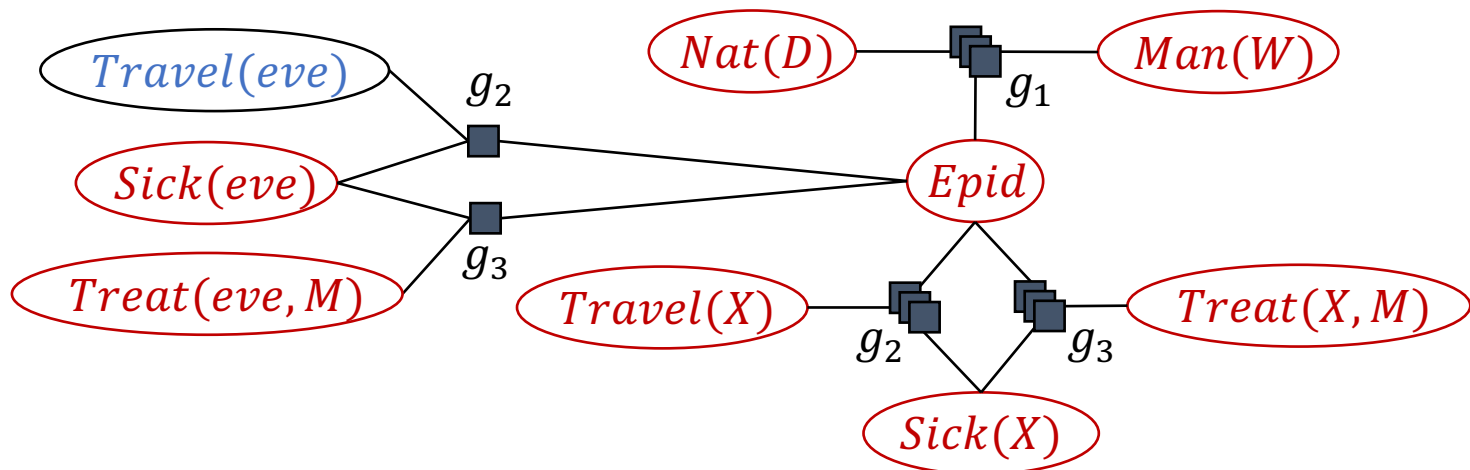 Travel(eve)
g₂
Sick(eve)
g₃
Treat(eve, M)
Nat(D)
g₁
Man(W)
Epid
Travel(X)
g₂
g₃
Treat(X, M)
Sick(X)